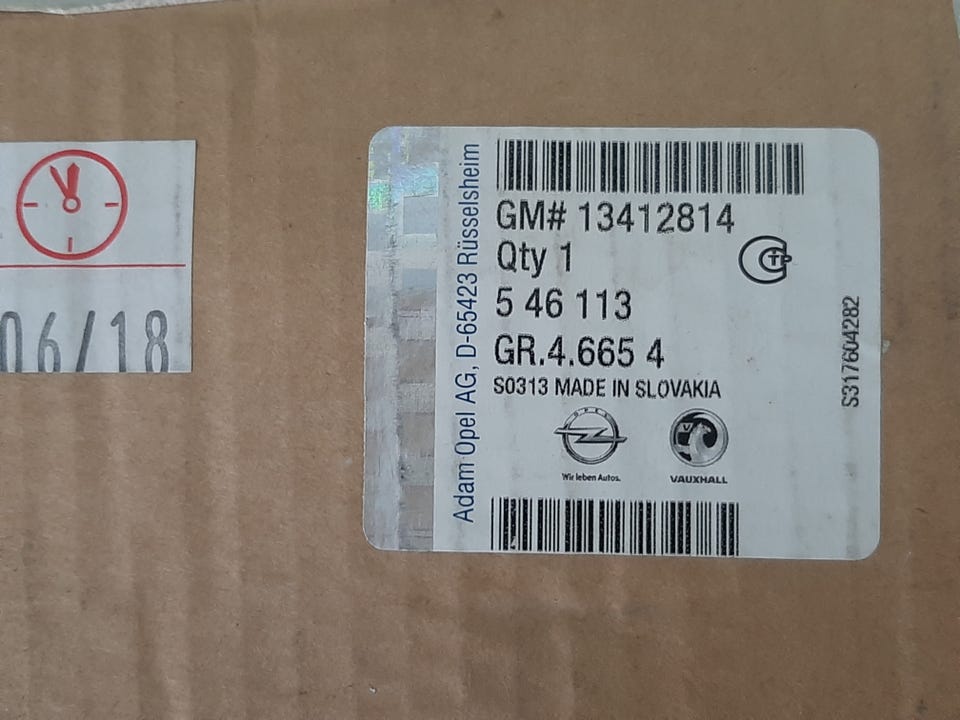 06/18
Adam Opel AG, D-65423 Rüsselsheim
GM# 13412814
Qty 1
5 46 113
GR.4.665 4
S0313 MADE IN SLOVAKIA
OPEL
Wir leben Autos.
VAUXHALL
S317604282